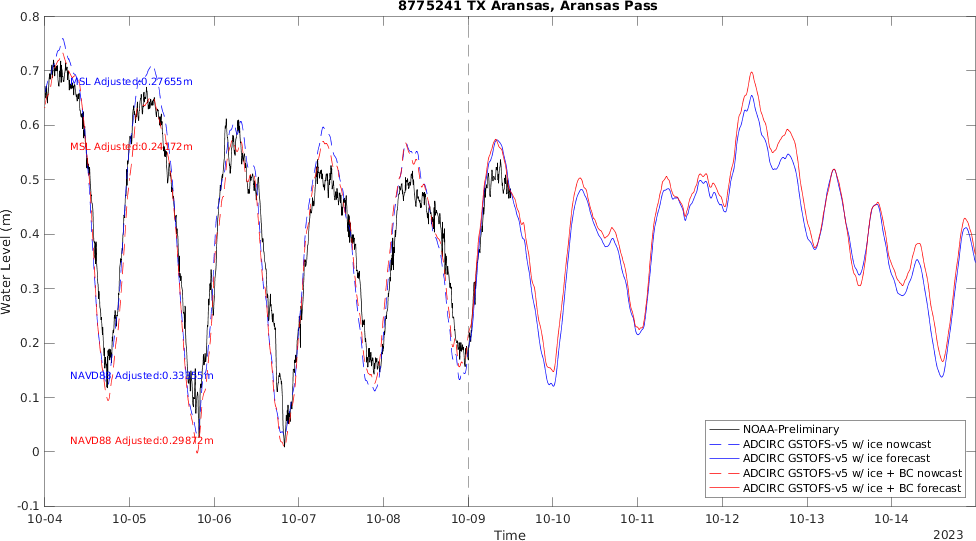 8775241 TX Aransas, Aransas Pass
0.8
0.7
0.6
0.5
0.4
0.3
0.2
0.1
0
-0.1
Water Level (m)
MSL Adjusted:0.27655m
MSL Adjusted:0.24172m
NAVD88
NAVD88 Adjusted:0.29872m
NOAA-Preliminary
ADCIRC GSTOFS-v5 w/ ice nowcast
ADCIRC GSTOFS-v5 w/ ice forecast
ADCIRC GSTOFS-v5 w/ ice + BC nowcast
ADCIRC GSTOFS-v5 w/ ice + BC forecast
10-04 10-05 10-06 10-07 10-08 10-09 10-10 10-11 10-12 10-13 10-14
Time
2023